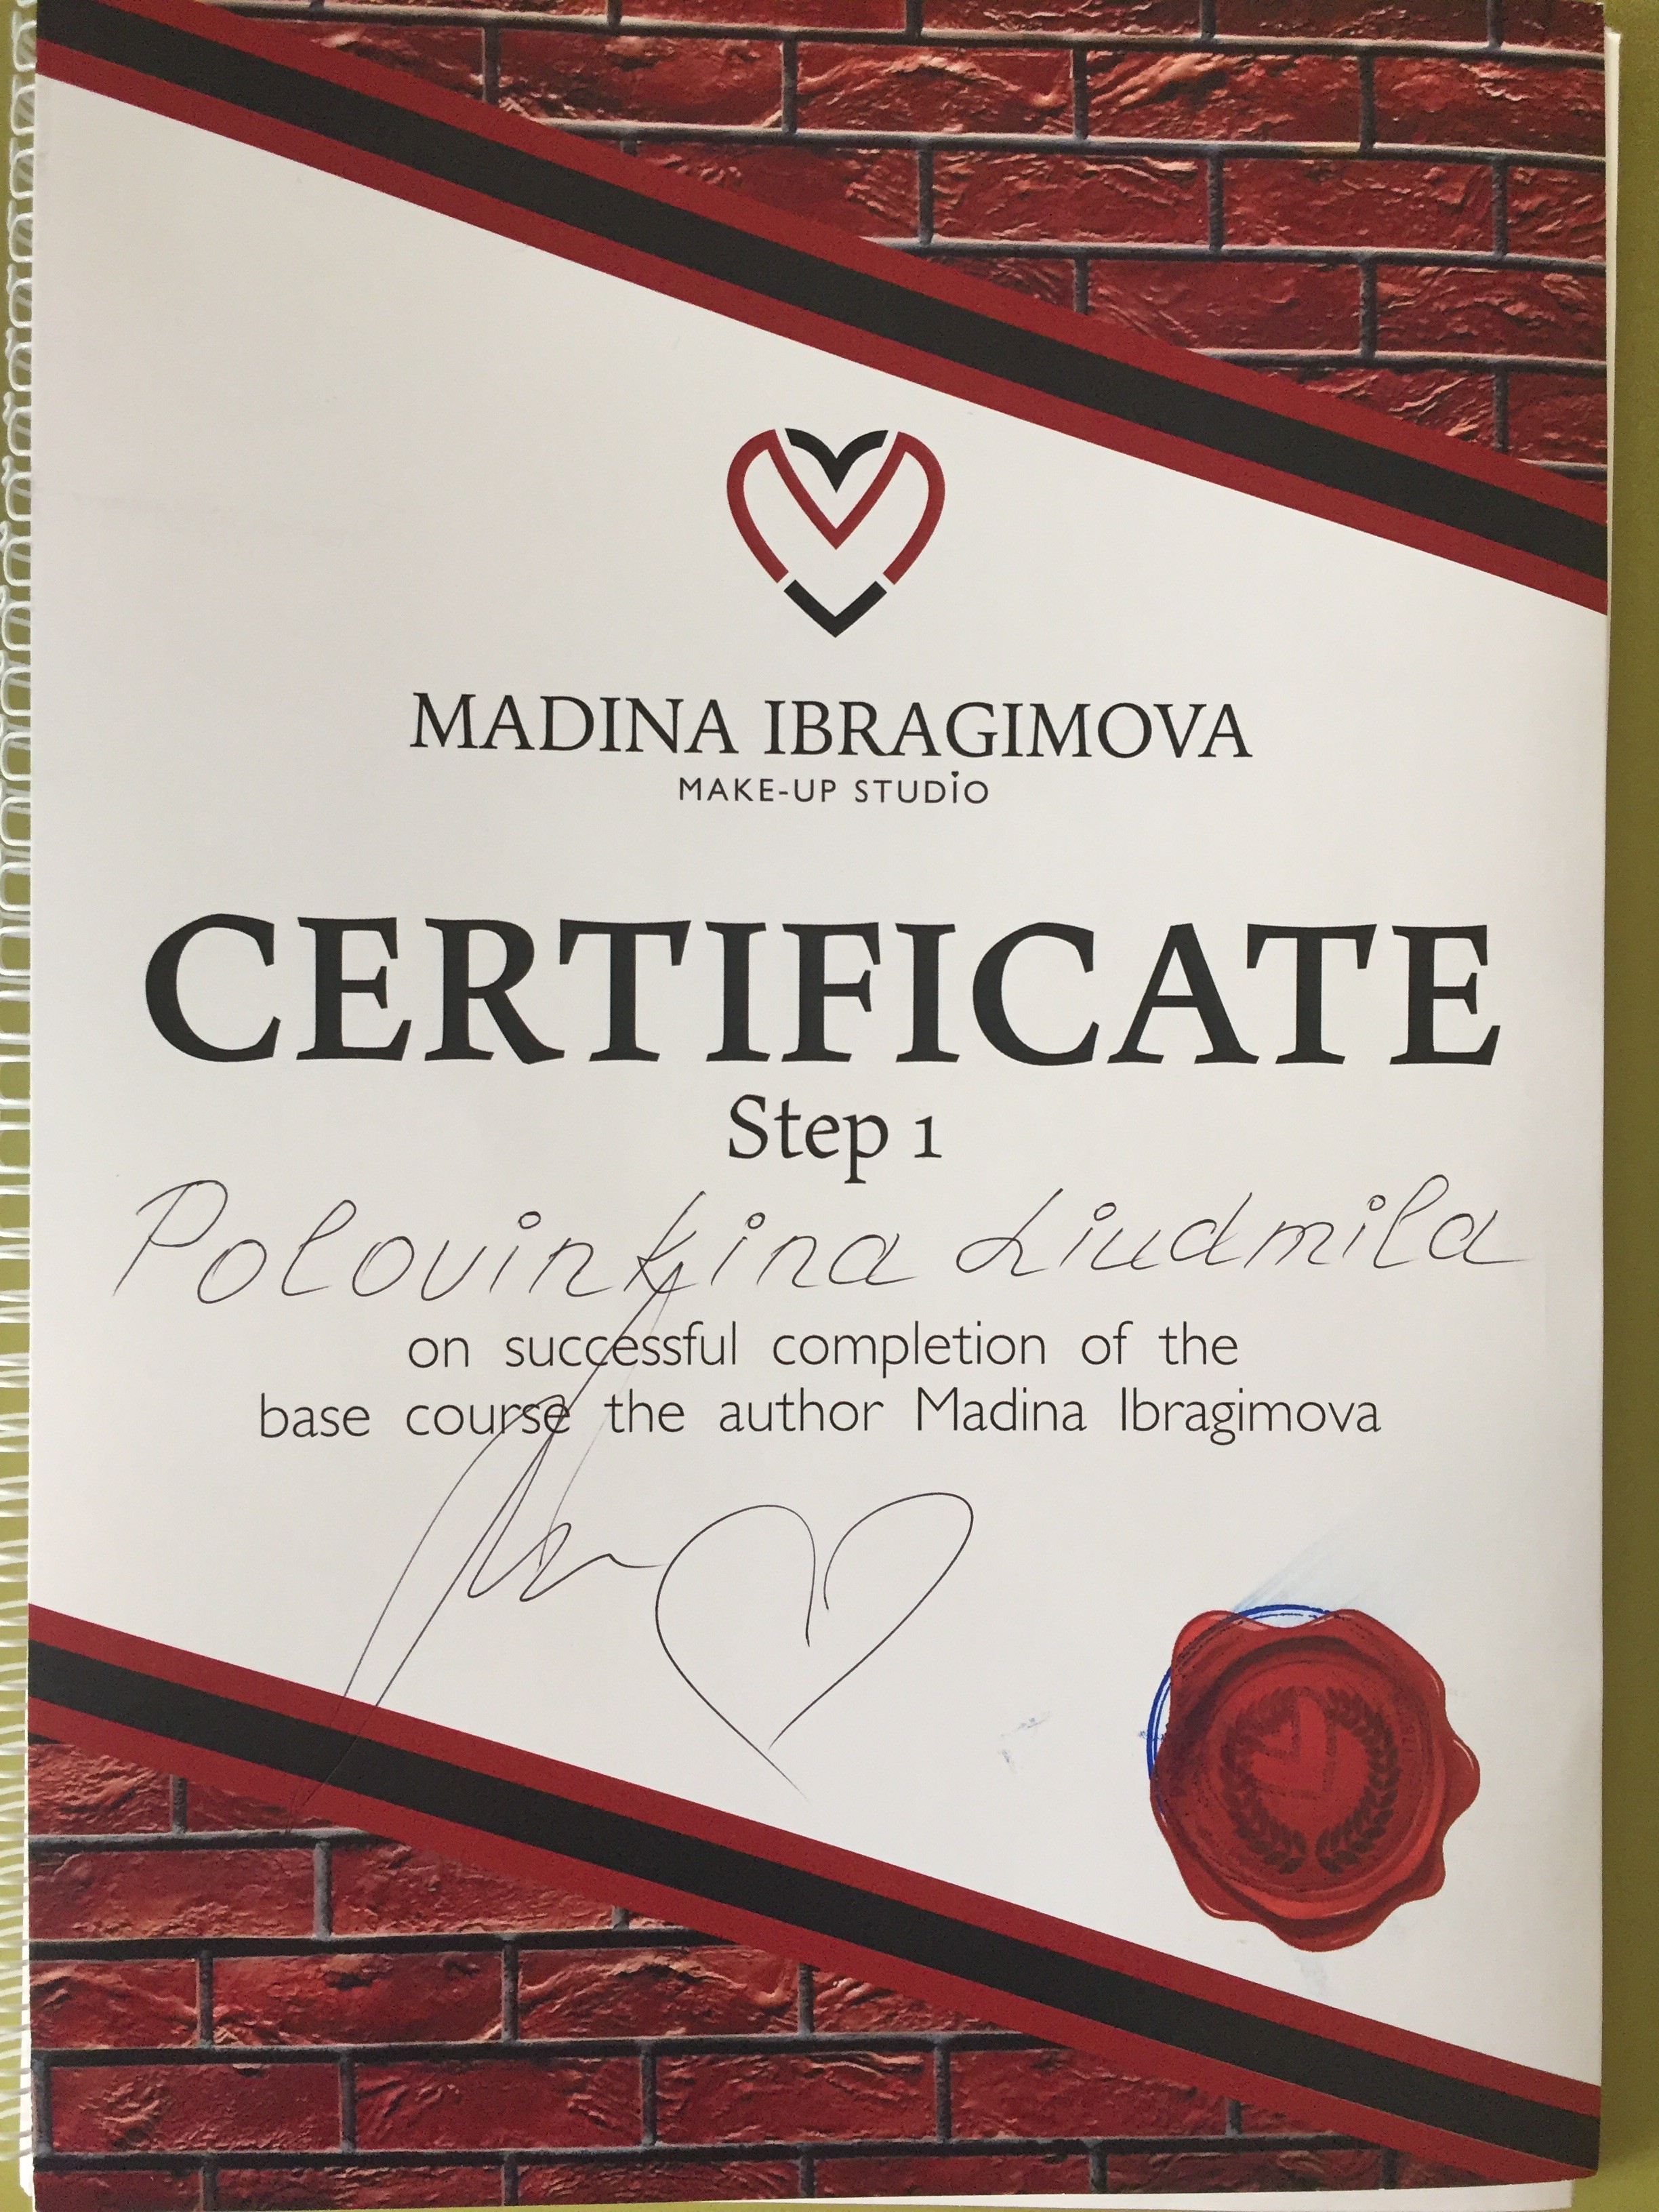 MADINA IBRAGIMOVA
MAKE-UP STUDIO
CERTIFICATE
Step 1
Polovinkina Liudmila
on successful completion of the
base course the author Madina Ibragimova